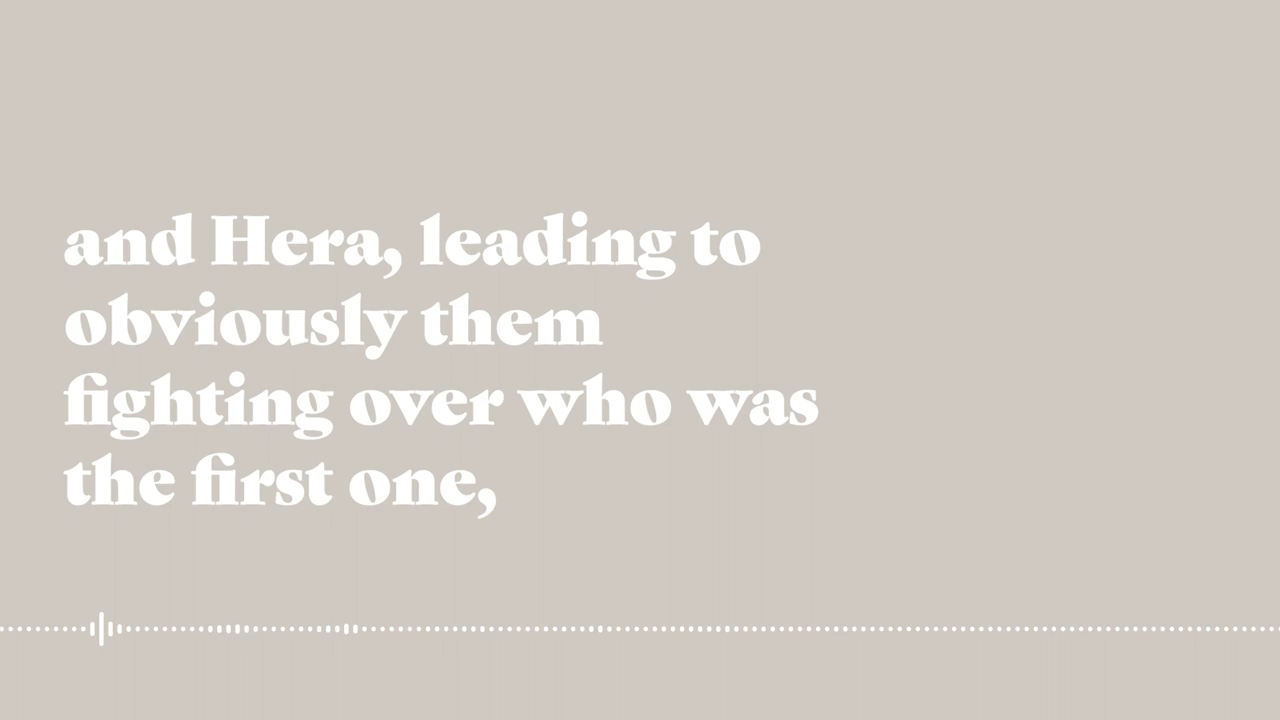 and Hera, leading to
obviously them
fighting over who was
the first one,